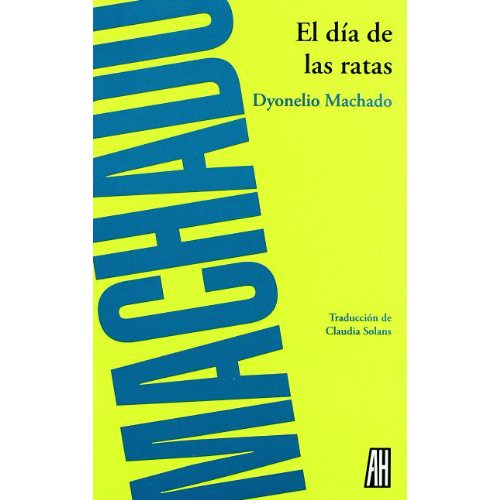 El día de
las ratas
Dyonelio Machado
MACHADO
Traducción de
Claudia Solans
AH